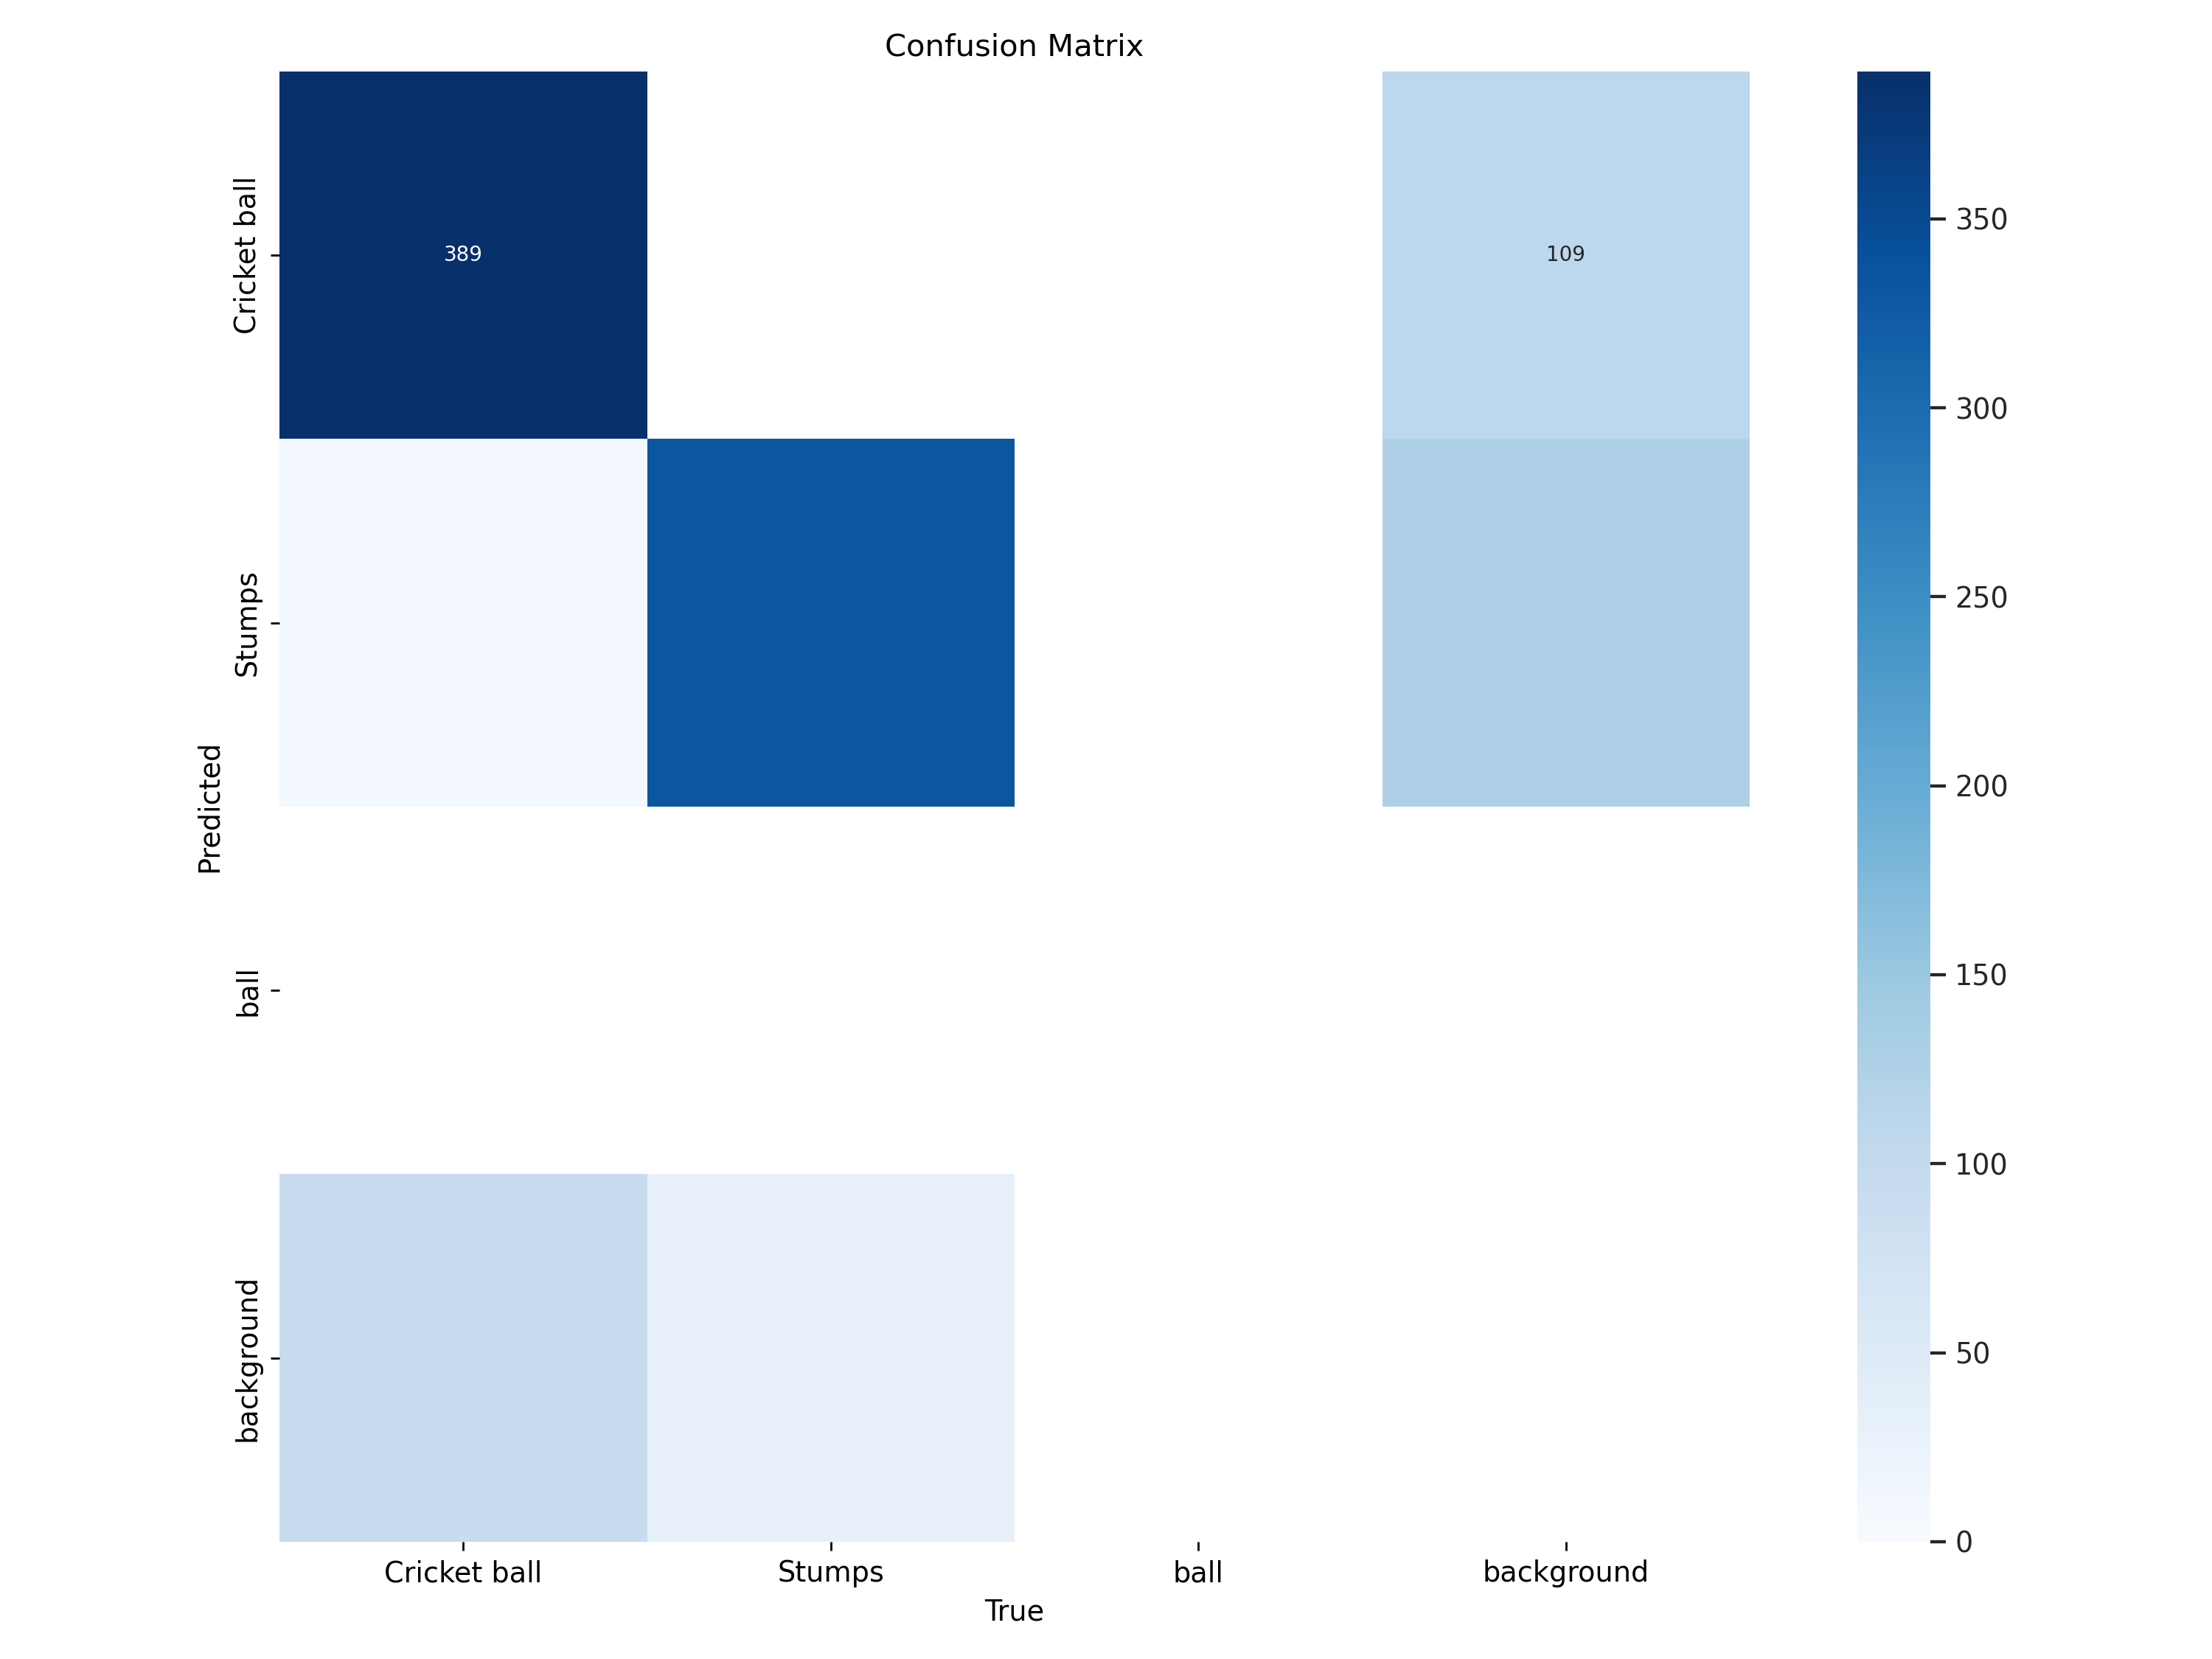 Confusion Matrix
Cricket ball
Stumps
ball
background
Predicted
389
109
Cricket ball
Stumps
ball
background
True
350
300
250
200
150
100
50
0